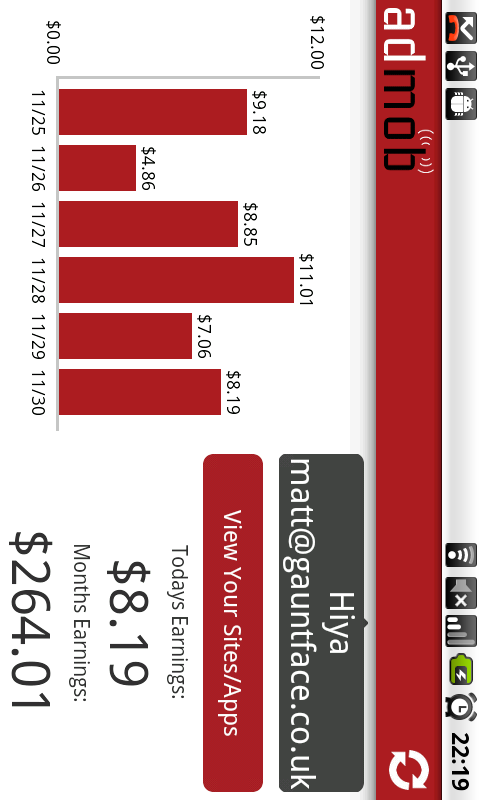 22:19
admob
$12.00
$0.00
$9.18
$4.86
$8.85
$11.01
$7.06
$8.19
11/25 11/26 11/27 11/28 11/29 11/30
Hiya
matt@gauntface.co.uk
View Your Sites/Apps
Todays Earnings:
$8.19
Months Earnings:
$264.01